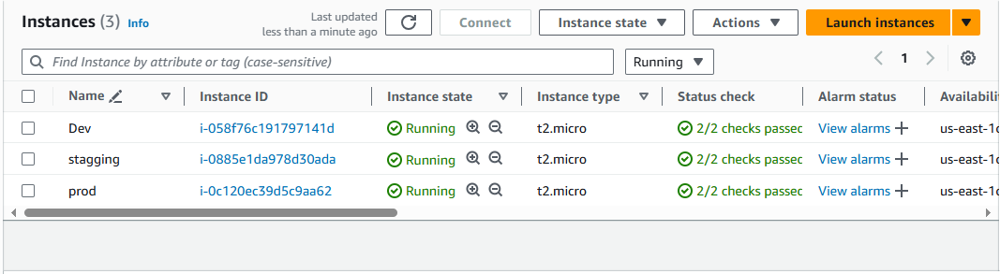 Instances (3) Info
Last updated
less than a minute ago
Connect
Instance state
Actions
Launch instances
Find Instance by attribute or tag (case-sensitive)
Running
1
Name Instance ID Instance state Instance type Status check Alarm status Availabili
Dev i-058f76c191797141d Running t2.micro 2/2 checks passec View alarms + us-east-1c
stagging i-0885e1da978d30ada Running t2.micro 2/2 checks passec View alarms + us-east-1c
prod i-0c120ec39d5c9aa62 Running t2.micro 2/2 checks passec View alarms + us-east-1c